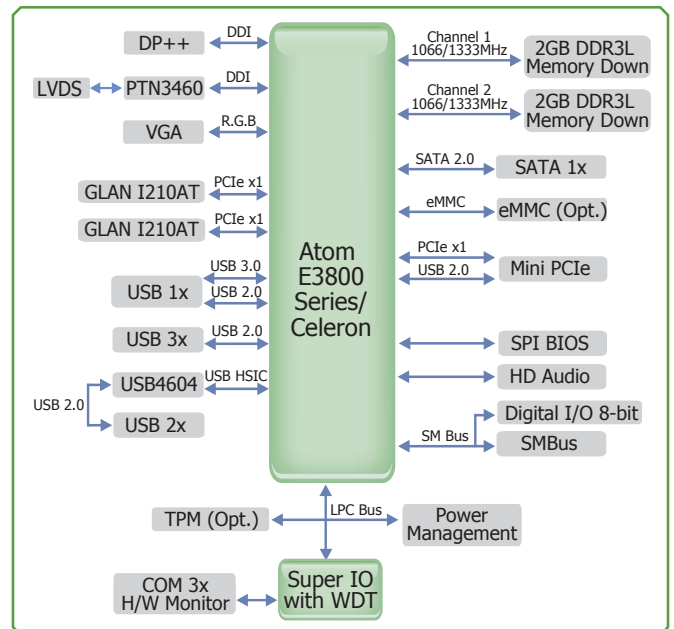 DP++
DDI
LVDS
PTN3460
DDI
VGA
R.G.B
GLAN I210AT
PCIe x1
GLAN I210AT
PCIe x1
USB 1x
USB 3.0
USB 2.0
USB 3x
USB 2.0
USB4604
USB HSIC
USB 2.0
USB 2x
Atom
E3800
Series/
Celeron
Channel 1
1066/1333MHz
2GB DDR3L
Memory Down
Channel 2
1066/1333MHz
2GB DDR3L
Memory Down
SATA 2.0
SATA 1x
eMMC
eMMC (Opt.)
PCIe x1
USB 2.0
Mini PCIe
SPI BIOS
HD Audio
Digital I/O 8-bit
SM Bus
SMBus
TPM (Opt.)
LPC Bus
Power
Management
COM 3x
H/W Monitor
Super IO
with WDT